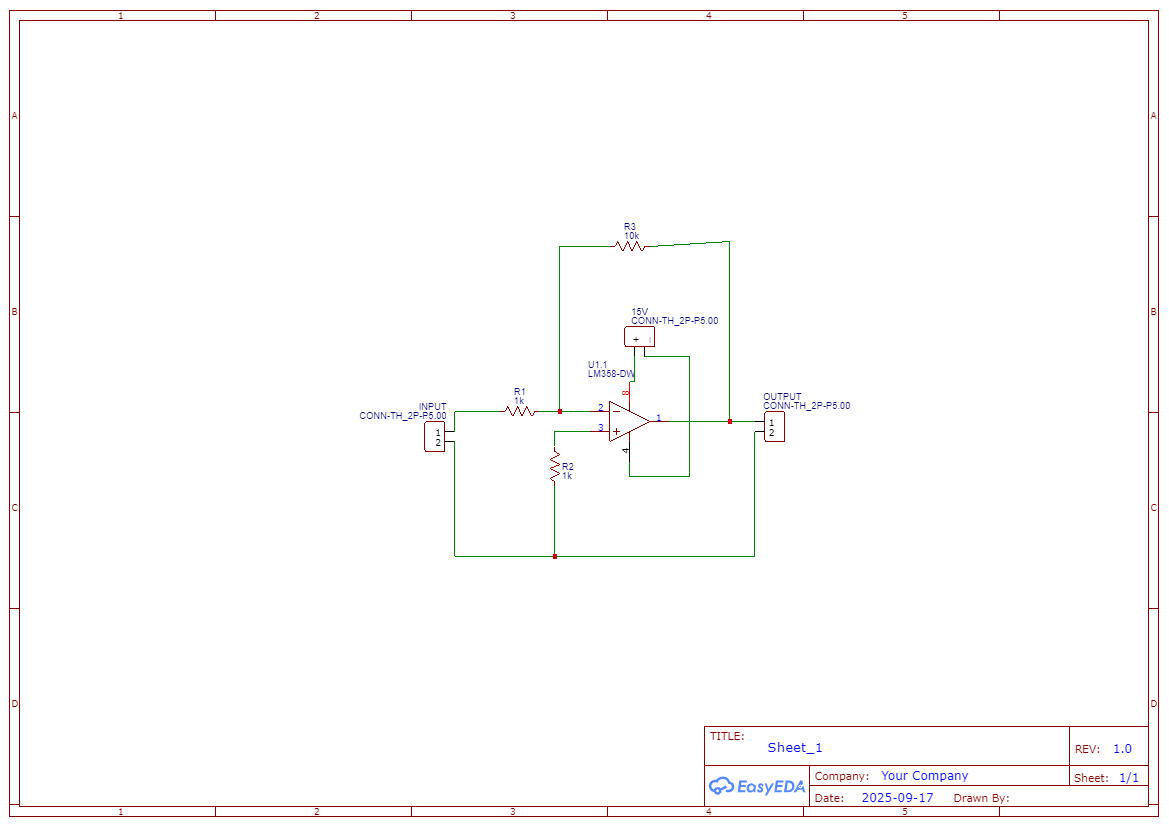 1 2 3 4 5
A A
R3
10k
B B
15V
CONN-TH_2P-P5.00
+
U1.1
LM358-DW
8
R1
1k
INPUT
CONN-TH_2P-P5.00
1
2
2 −
3 +
1
4
OUTPUT
CONN-TH_2P-P5.00
1
2
R2
1k
C C
D D
TITLE:
Sheet_1
REV: 1.0
EasyEDA
Company: Your Company
Sheet: 1/1
Date: 2025-09-17 Drawn By:
1 2 3 4 5